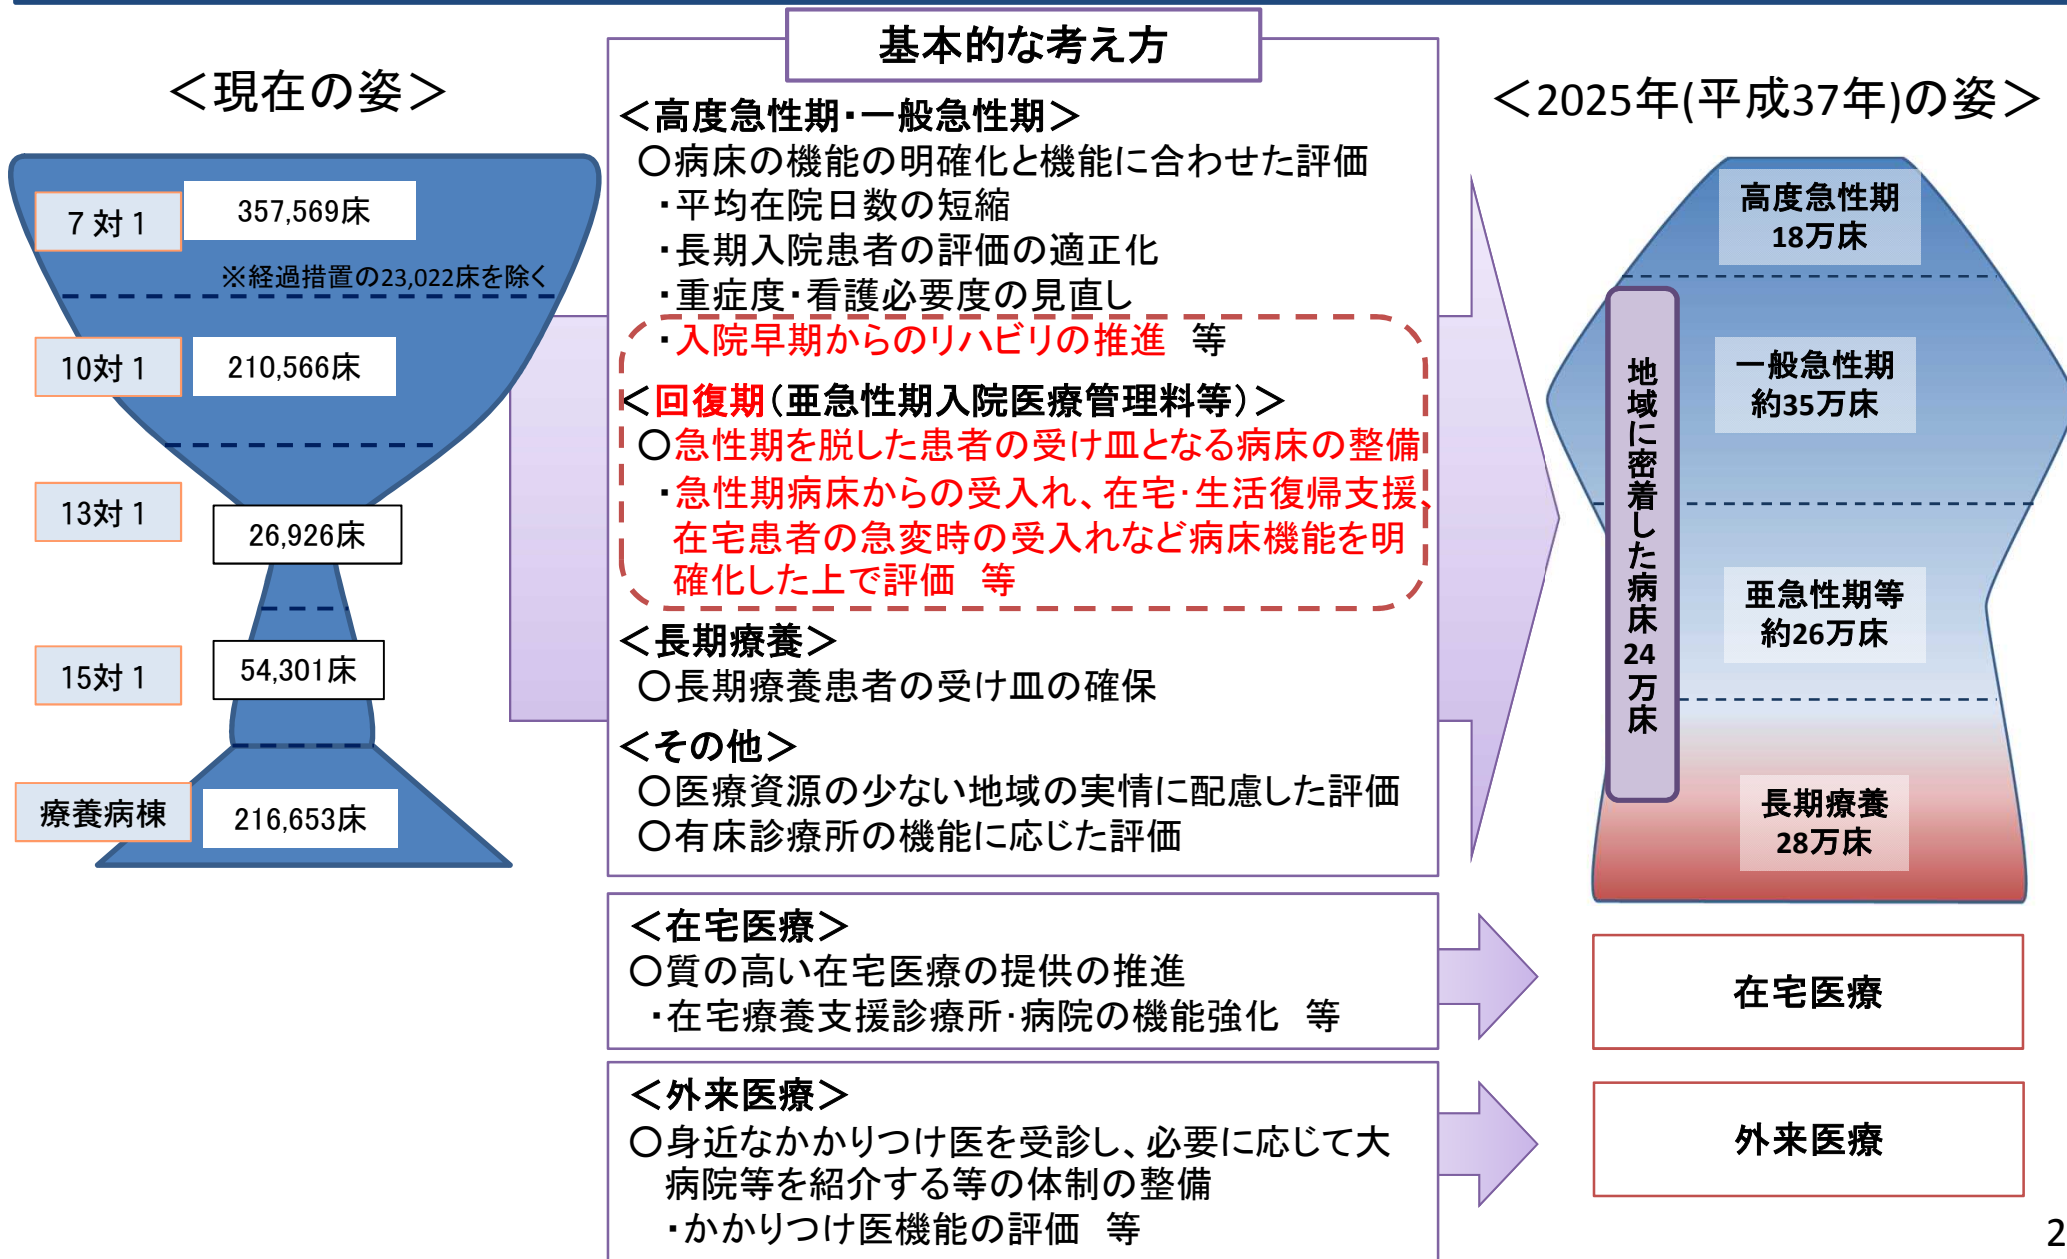 基本的な考え方
＜現在の姿＞
7対1
357,569床
※経過措置の23,022床を除く
10対1
210,566床
13対1
26,926床
15対1
54,301床
療養病棟
216,653床
＜高度急性期・一般急性期＞
○病床の機能の明確化と機能に合わせた評価
・平均在院日数の短縮
・長期入院患者の評価の適正化
・重症度・看護必要度の見直し
・入院早期からのリハビリの推進　等
＜回復期（亜急性期入院医療管理料等）＞
○急性期を脱した患者の受け皿となる病床の整備
・急性期病床からの受入れ、在宅・生活復帰支援、
在宅患者の急変時の受入れなど病床機能を明
確化した上で評価　等
＜長期療養＞
○長期療養患者の受け皿の確保
＜その他＞
○医療資源の少ない地域の実情に配慮した評価
○有床診療所の機能に応じた評価
＜在宅医療＞
○質の高い在宅医療の提供の推進
・在宅療養支援診療所・病院の機能強化　等
＜外来医療＞
○身近なかかりつけ医を受診し、必要に応じて大
病院等を紹介する等の体制の整備
・かかりつけ医機能の評価　等
＜2025年(平成37年)の姿＞
高度急性期
18万床
一般急性期
約35万床
亜急性期等
約26万床
長期療養
28万床
地域に密着した病床24万床
在宅医療
外来医療
2